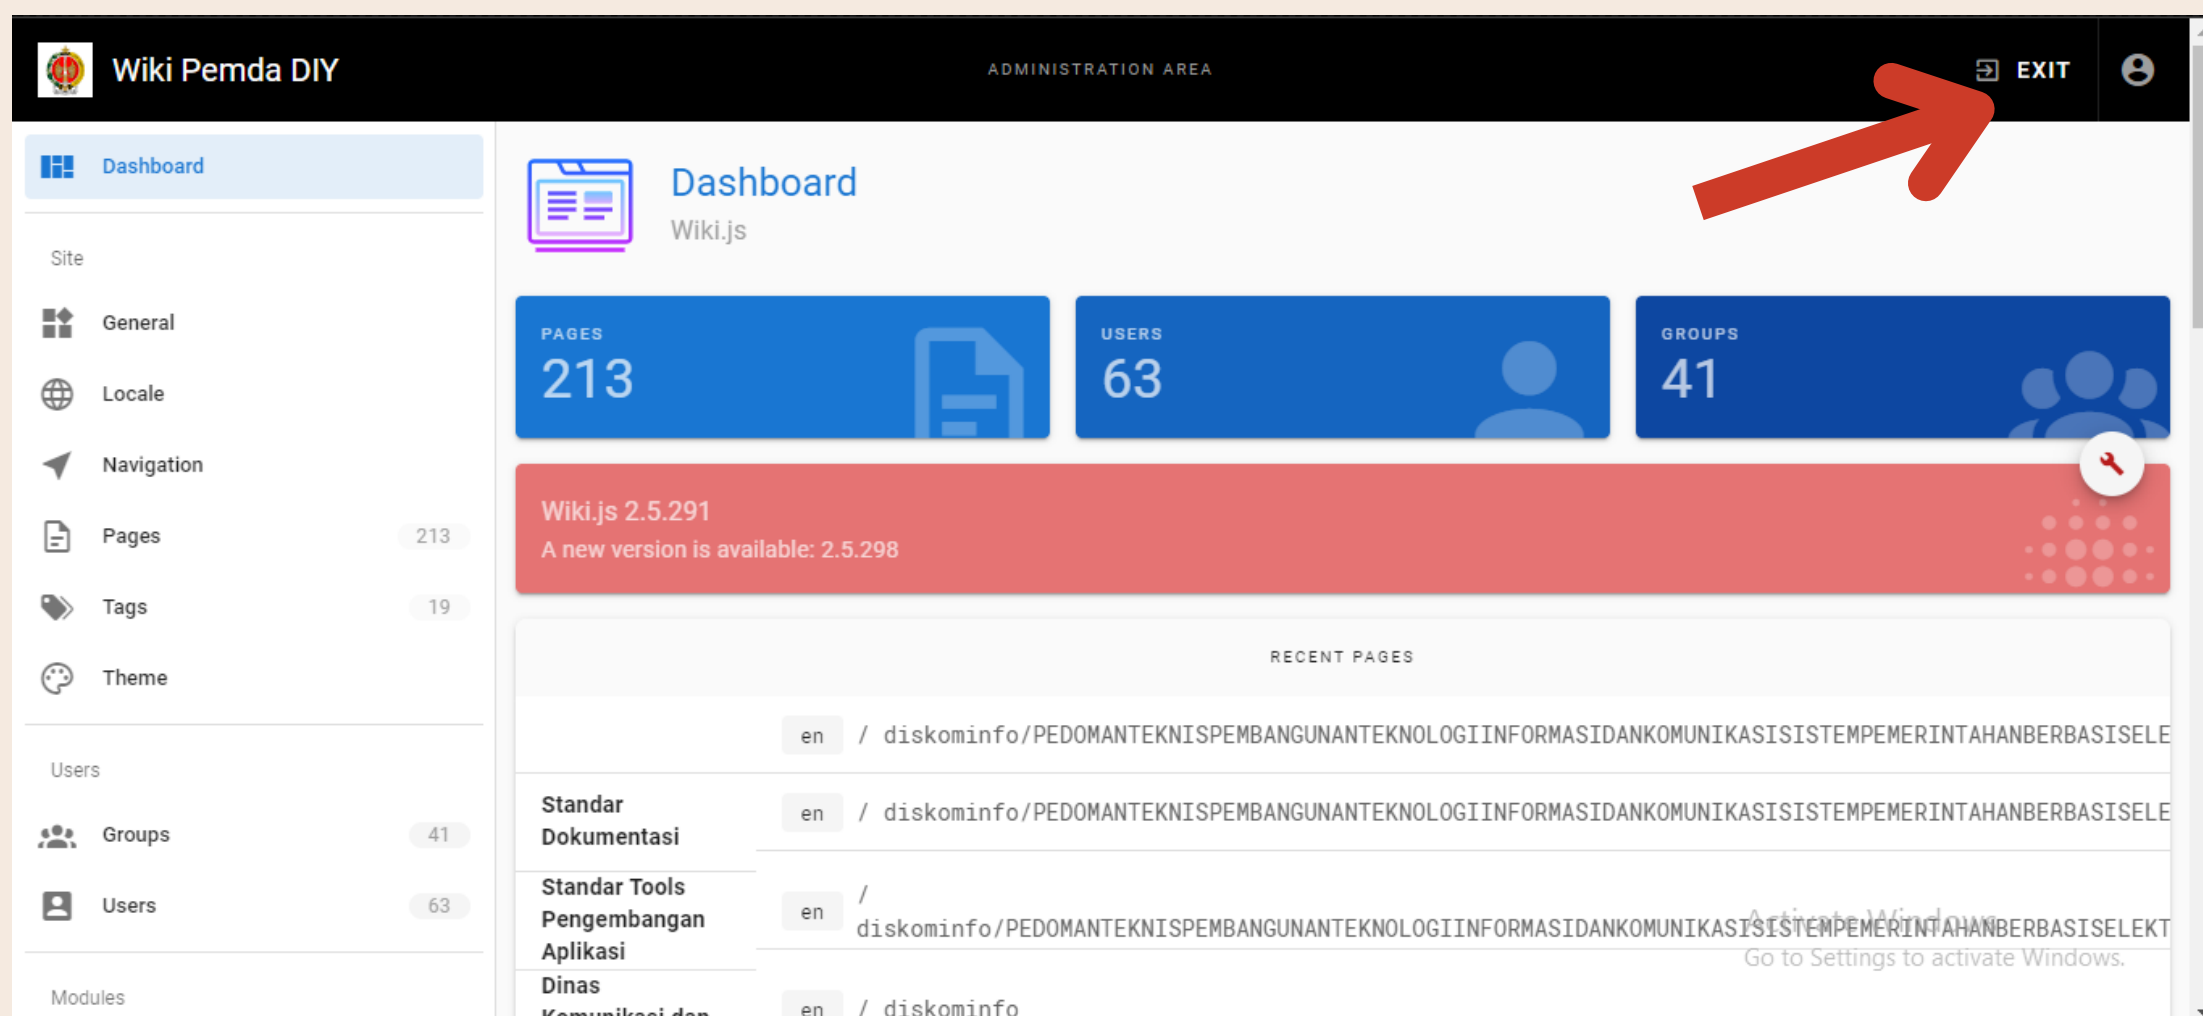 Wiki Pemda DIY
ADMINISTRATION AREA
EXIT
Dashboard
Site
General
Locale
Navigation
Pages 213
Tags 19
Theme
Users
Groups 41
Users 63
Modules
Dashboard
Wiki.js
PAGES
213
USERS
63
GROUPS
41
Wiki.js 2.5.291
A new version is available: 2.5.298
RECENT PAGES
en / diskominfo/PEDOMANTEKNISPEMBANGUNANTEKNOLOGIINFORMASIDANKOMUNIKASISISTEMPEMERINTAHANBERBASISELE
Standar
Dokumentasi
en / diskominfo/PEDOMANTEKNISPEMBANGUNANTEKNOLOGIINFORMASIDANKOMUNIKASISISTEMPEMERINTAHANBERBASISELE
Standar Tools
Pengembangan
Aplikasi
en /
diskominfo/PEDOMANTEKNISPEMBANGUNANTEKNOLOGIINFORMASIDANKOMUNIKASISISTEMPEMERINTAHANBERBASISELEKT
Dinas
Komunikasi dan
en / diskominfo
Activate Windows
Go to Settings to activate Windows.